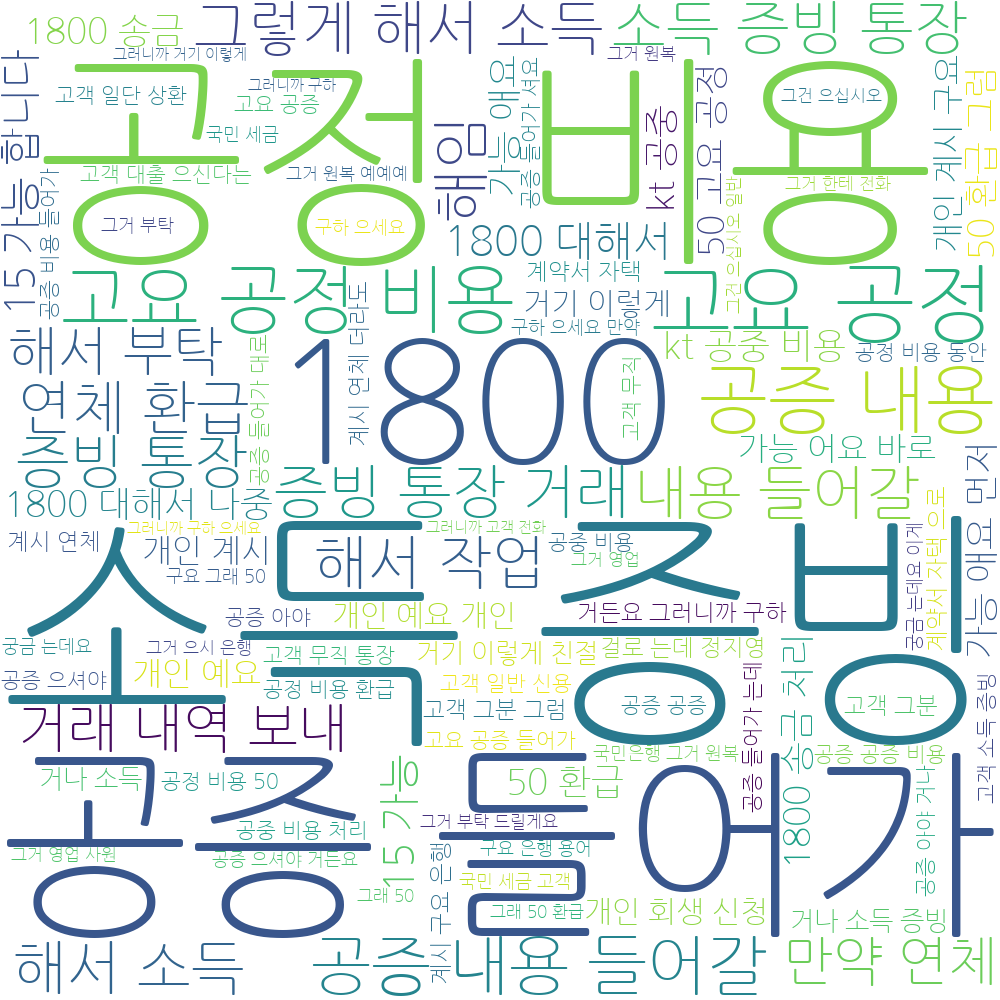 1800 송금
그렇게 해서 소득
소득 증빙 통장
그러니까 거기 이렇게
그거 원복
공정 비용
고객 일단 상환
그러니까 구하
고요 공증
국민 세금
고객 대출 으신다는
그거 원복 예예예
그거 부탁
구하 으세요
해임
가능 애요
공증 들어가 셔요
kt 공중
50 고요 공정
그건 으십시오
그거 한테 전화
그건 으십시오 일반
개인 계시 구요
50 환급 그럼
15 가능 합니다
공증 비용 들어가
1800 대해서
고요 공정 비용
계약서 자택
거기 이렇게
구하 으세요 만약
고요 공정
해서 부탁
연체 환급
증빙 통장
공증 들어가 대로
1800
계시 연체 더라도
고객 무직
kt 공중 비용
공정 비용 동안
공증 내용
가능 어요 바로
1800 대해서 나중
증빙 통장 거래
내용 들어갈
계시 연체
그러니까 구하 으세요
개인 계시
구요 그래 50
해서 작업
그러니까 고객 전화
공중 비용
그거 영업
소득 증빙
공증 아야
개인 예요 개인
거든요 그러니까 구하
궁금 는데요 이게
계약서 자택 으로
가능 애요 먼저
궁금 는데요
그거 으시 은행
개인 예요
고객 무직 통장
거기 이렇게 친절
걸로 는데 정지영
공증 으셔야
공정 비용 환급
고객 일반 신용
공증 공증
고객 그분
거래 내역 보내
고객 그분 그럼
고요 공증 들어가
국민은행 그거 원복
공증 들어가 는데
1800 송금 처리
공증 공증 비용
고객 소득 증빙
공증 들어가
거나 소득
공정 비용 50
50 환급
15 가능
공중 비용 처리
그거 부탁 드릴게요
그거 영업 사원
공증 으셔야 거든요
구요 은행 용어
공증 아야 거나
그래 50
국민 세금 고객
그래 50 환급
계시 구요 은행
개인 회생 신청
거나 소득 증빙
해서 소득
공증 내용 들어갈
만약 연체